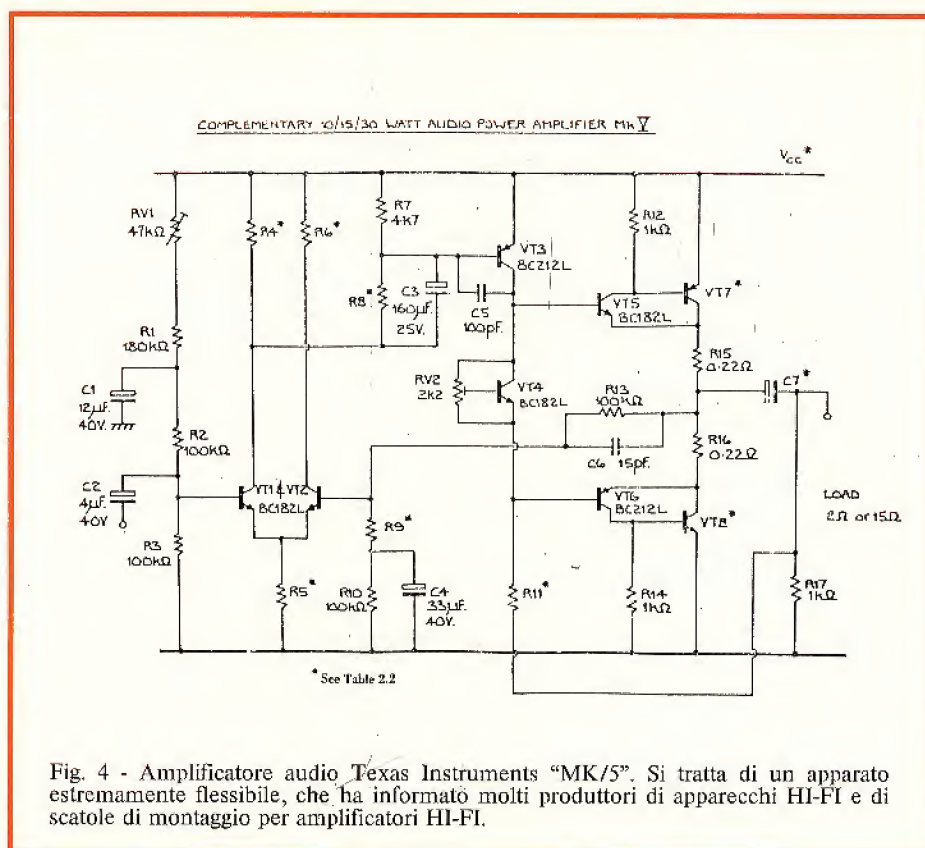 COMPLEMENTARY 10/15/30 WATT AUDIO POWER AMPLIFIER Mk V
Vcc*
RV1
47kΩ
R4*
R6*
R7
4k7
R12
1kΩ
VT3
BC212L
VT7*
R8*
C3
160µF
25V.
C5
100pF.
VT5
BC182L
R1
180kΩ
R15
0.22Ω
C7*
RV2
2k2
VT4
BC182L
R13
100kΩ
C1
12µF.
40V.
R2
100kΩ
C6 15pF.
R16
0.22Ω
C2
4µF.
40V
VT1 & VT2
BC182L
VT6
BC212L
VT8*
LOAD
8Ω or 15Ω
R3
100kΩ
R9*
R5*
R10
100kΩ
C4
33µF.
40V.
R11*
R14
1kΩ
R17
1kΩ
* See Table 2.2
Fig. 4 - Amplificatore audio Texas Instruments “MK/5”. Si tratta di un apparato
estremamente flessibile, che ha informato molti produttori di apparecchi HI-FI e di
scatole di montaggio per amplificatori HI-FI.